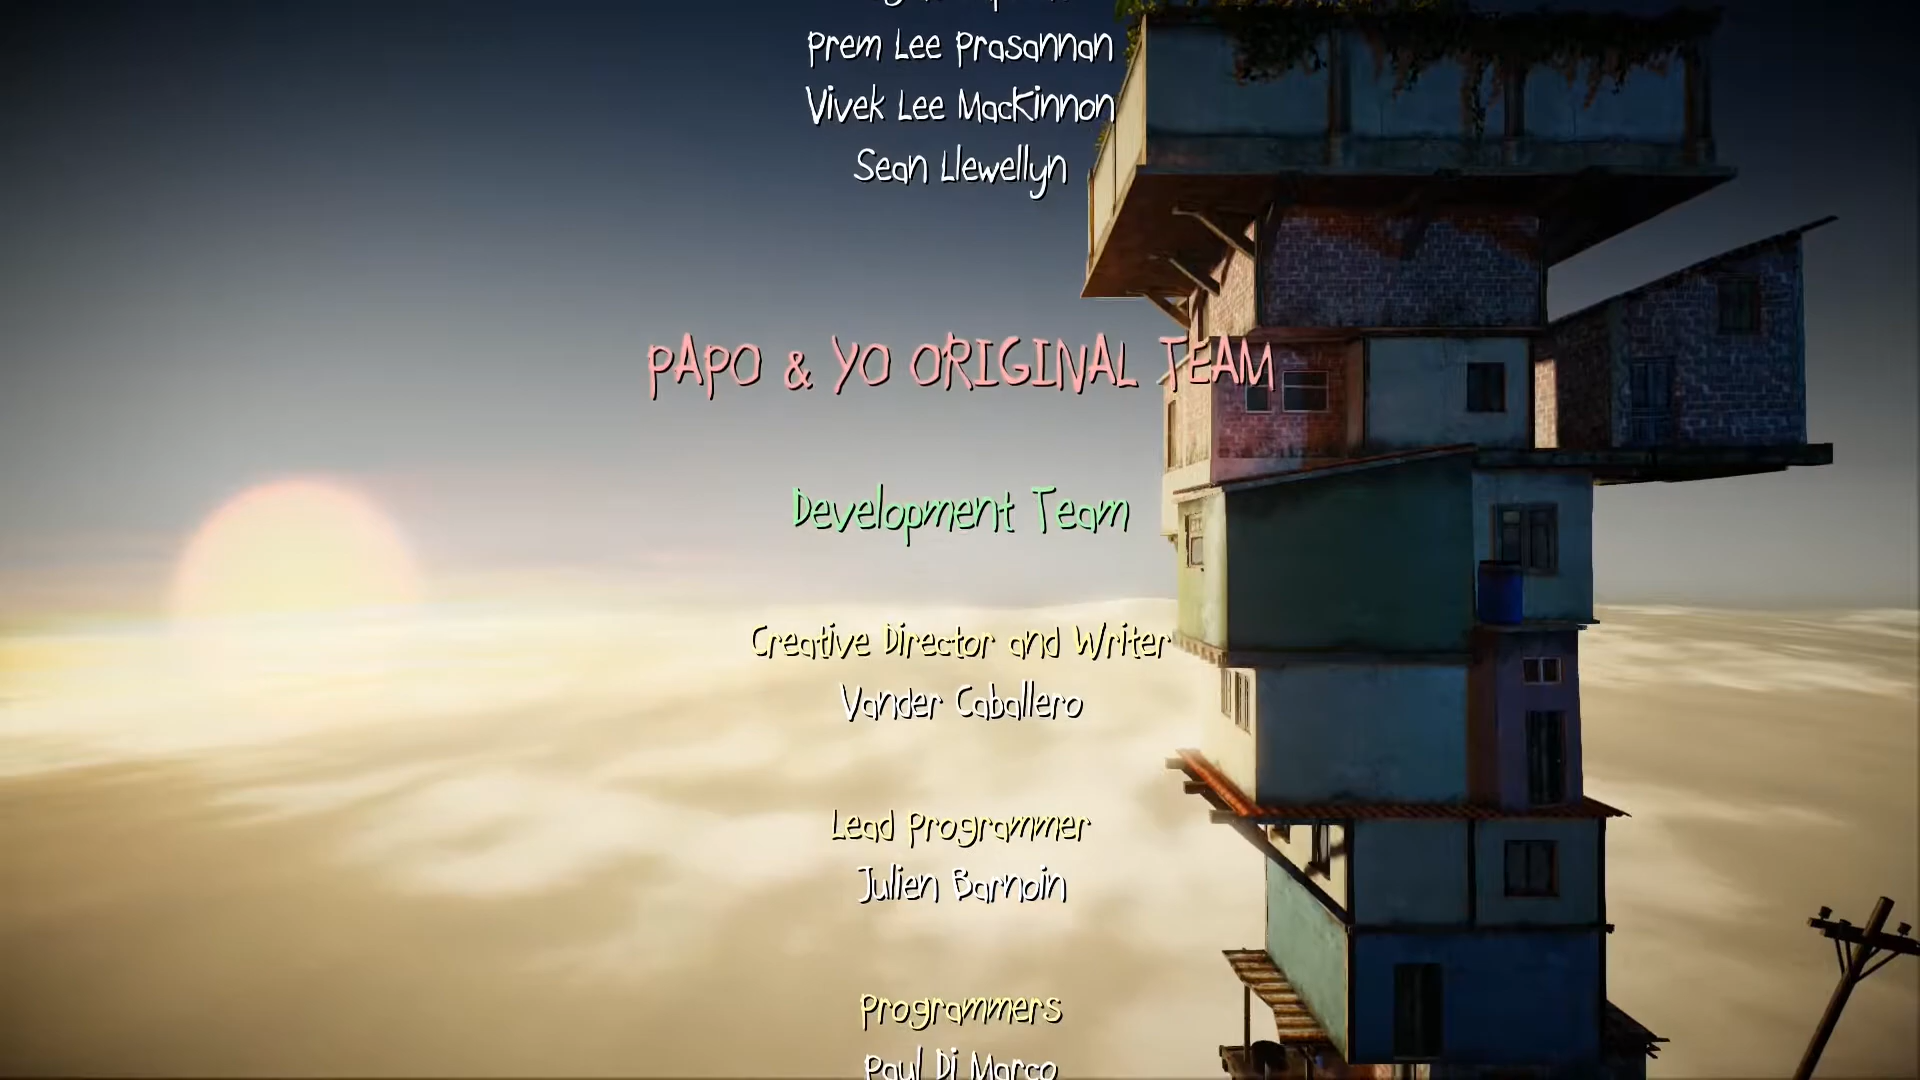 Prem Lee Prasannan
Vivek Lee MacKinnon
Sean Llewellyn
PAPO & YO ORIGINAL TEAM
Development Team
Creative Director and Writer
Vander Caballero
Lead Programmer
Julien Barnoin
Programmers
Paul Di Marco